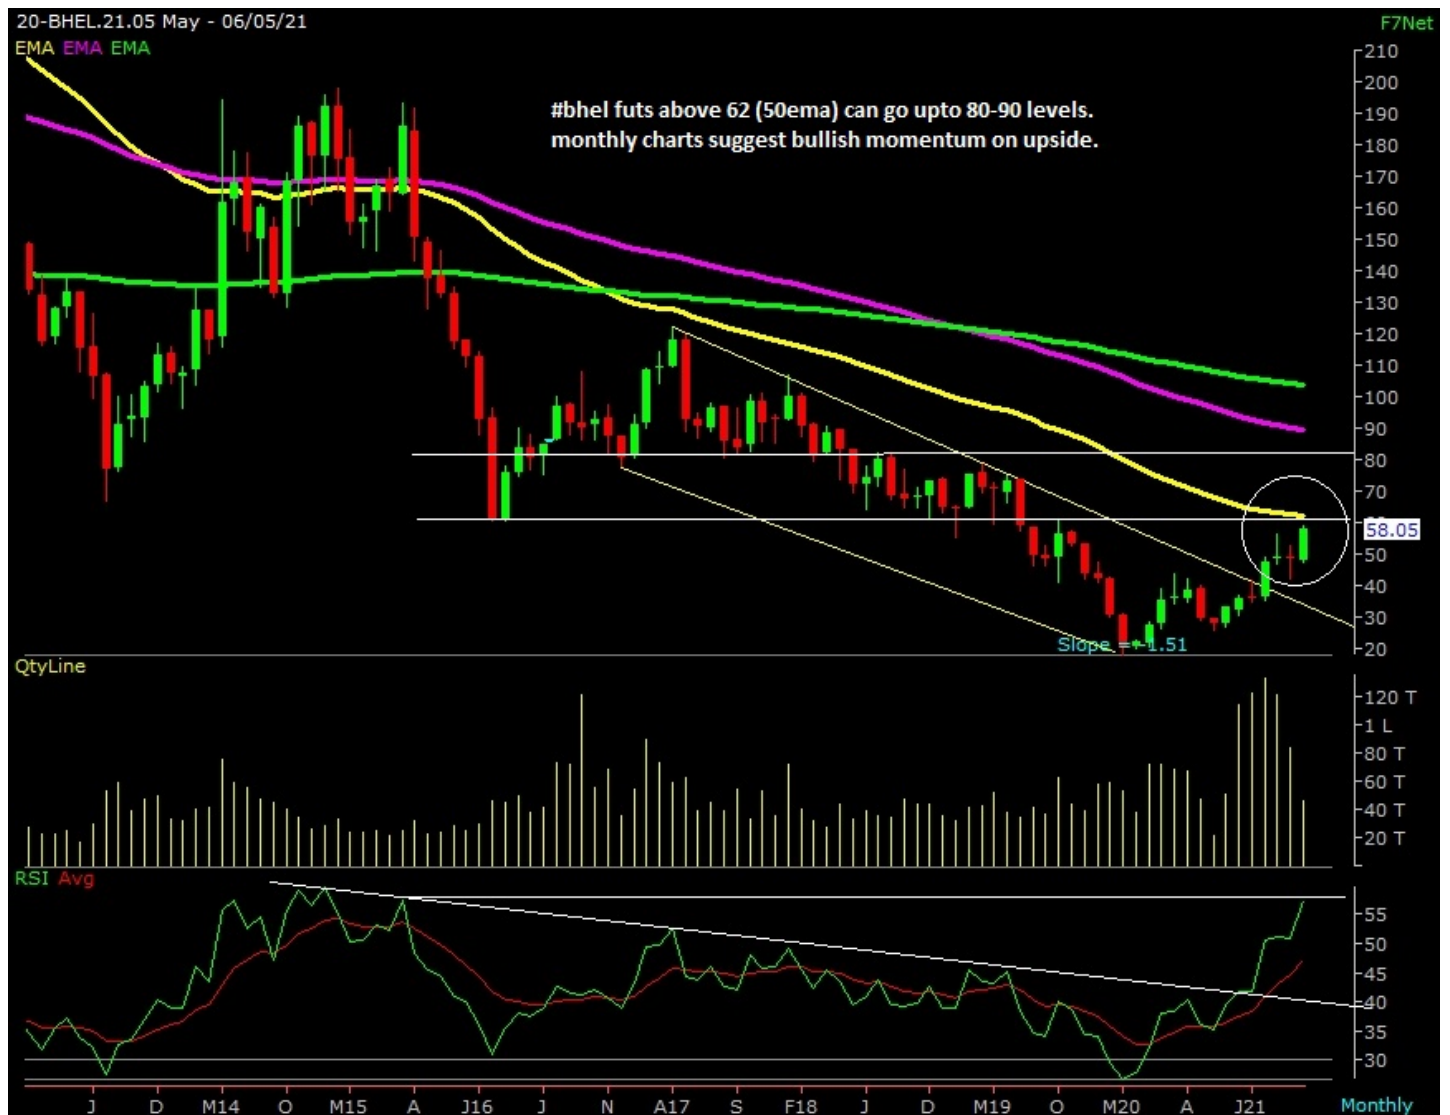 20-BHEL.21.05 May - 06/05/21
F7Net
EMA EMA EMA
#bhel futs above 62 (50ema) can go upto 80-90 levels.
monthly charts suggest bullish momentum on upside.
210
200
190
180
170
160
150
140
130
120
110
100
90
80
70
58.05
50
40
30
20
Slope = -1.51
QtyLine
120 T
1 L
80 T
60 T
40 T
20 T
RSI Avg
55
50
45
40
35
30
J D M14 O M15 A J16 J N A17 S F18 J D M19 O M20 A J21 Monthly